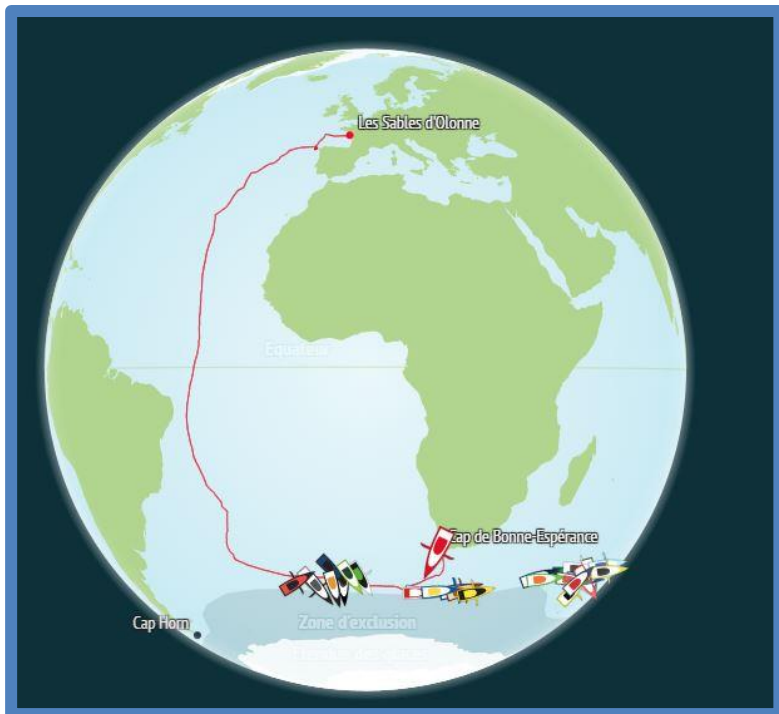 Les Sables d'Olonne
Equateur
Cap de Bonne-Espérance
Zone d'exclusion
Cap Horn